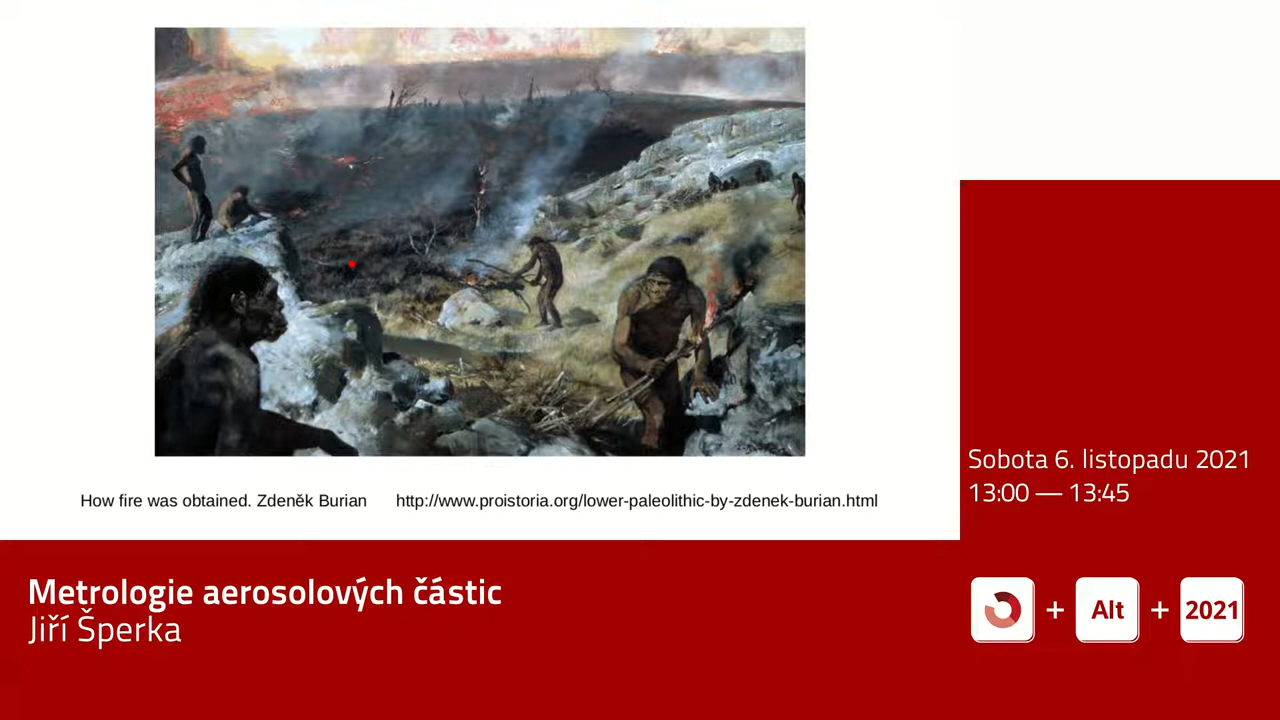 How fire was obtained. Zdeněk Burian http://www.proistoria.org/lower-paleolithic-by-zdenek-burian.html
Sobota 6. listopadu 2021
13:00 — 13:45
Metrologie aerosolových částic
Jiří Šperka
+ Alt + 2021